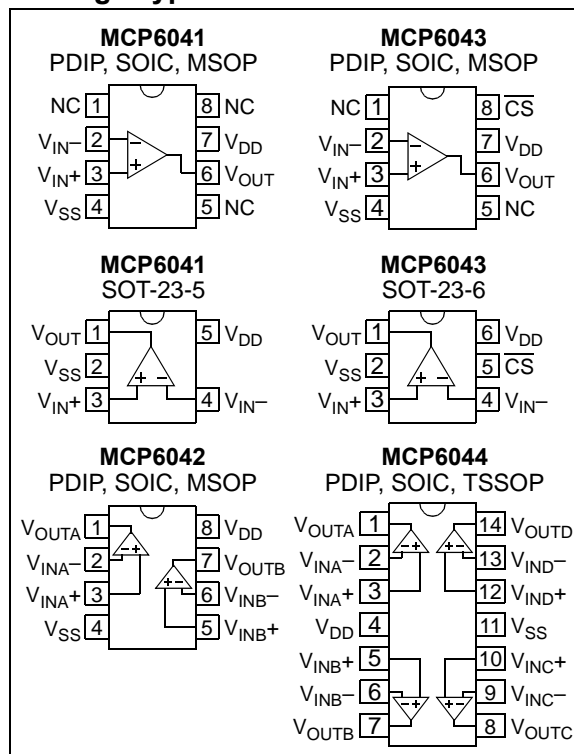 MCP6041
PDIP, SOIC, MSOP
NC 1 8 NC
VIN– 2 – 7 VDD
VIN+ 3 + 6 VOUT
VSS 4 5 NC
MCP6043
PDIP, SOIC, MSOP
NC 1 8 CS
VIN– 2 – 7 VDD
VIN+ 3 + 6 VOUT
VSS 4 5 NC
MCP6041
SOT-23-5
VOUT 1 5 VDD
VSS 2 + –
VIN+ 3 4 VIN–
MCP6043
SOT-23-6
VOUT 1 6 VDD
VSS 2 + – 5 CS
VIN+ 3 4 VIN–
MCP6042
PDIP, SOIC, MSOP
VOUTA 1 8 VDD
VINA– 2 – + 7 VOUTB
VINA+ 3 + – 6 VINB–
VSS 4 5 VINB+
MCP6044
PDIP, SOIC, TSSOP
VOUTA 1 14 VOUTD
VINA– 2 – + + – 13 VIND–
VINA+ 3 12 VIND+
VDD 4 11 VSS
VINB+ 5 10 VINC+
VINB– 6 – + + – 9 VINC–
VOUTB 7 8 VOUTC